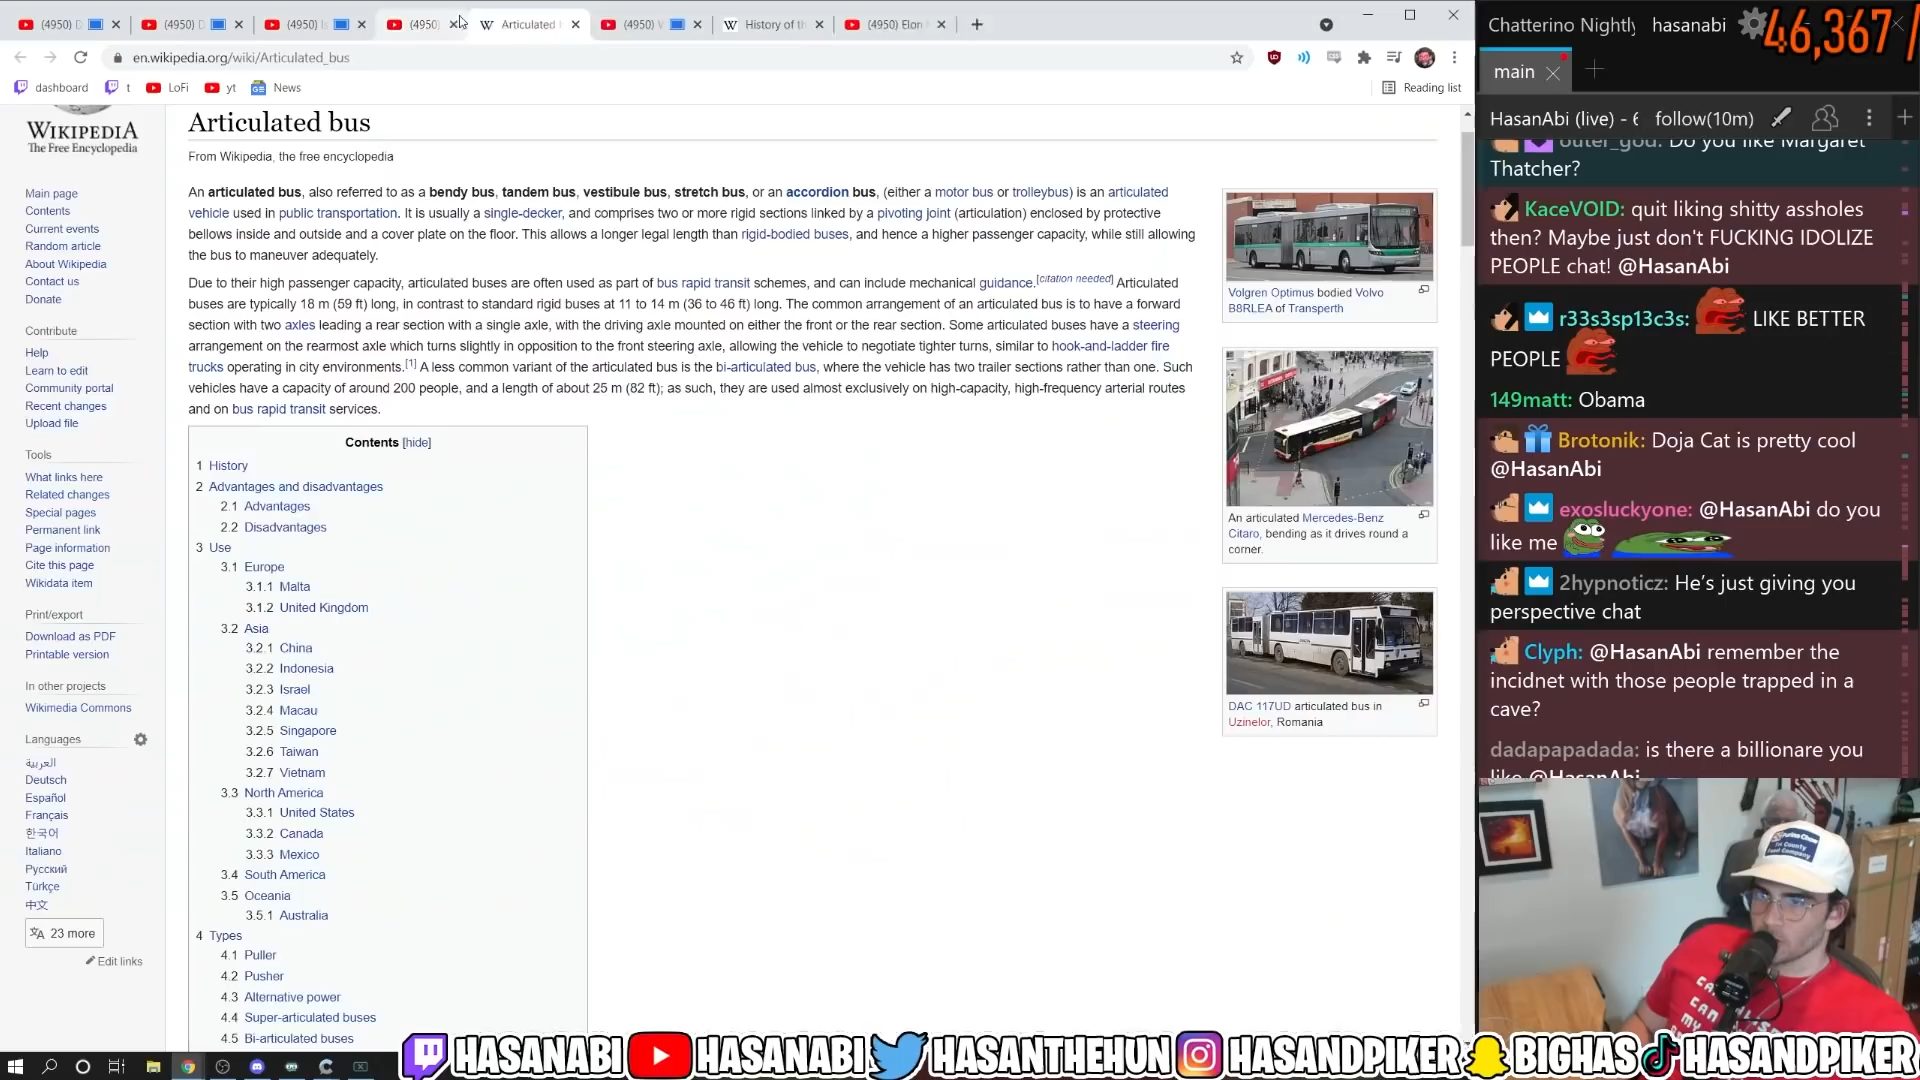 (4950) D
(4950) D
(4950) I
(4950)
Articulated
(4950) V
History of th
(4950) Elon
en.wikipedia.org/wiki/Articulated_bus
dashboard
t
LoFi
yt
News
Reading list
WIKIPEDIA
The Free Encyclopedia
Main page
Contents
Current events
Random article
About Wikipedia
Contact us
Donate
Contribute
Help
Learn to edit
Community portal
Recent changes
Upload file
Tools
What links here
Related changes
Special pages
Permanent link
Page information
Cite this page
Wikidata item
Print/export
Download as PDF
Printable version
In other projects
Wikimedia Commons
Languages
العربية
Deutsch
Español
Français
한국어
Italiano
Русский
Türkçe
中文
23 more
Edit links
Articulated bus
From Wikipedia, the free encyclopedia
An articulated bus, also referred to as a bendy bus, tandem bus, vestibule bus, stretch bus, or an accordion bus, (either a motor bus or trolleybus) is an articulated
vehicle used in public transportation. It is usually a single-decker, and comprises two or more rigid sections linked by a pivoting joint (articulation) enclosed by protective
bellows inside and outside and a cover plate on the floor. This allows a longer legal length than rigid-bodied buses, and hence a higher passenger capacity, while still allowing
the bus to maneuver adequately.
Due to their high passenger capacity, articulated buses are often used as part of bus rapid transit schemes, and can include mechanical guidance.[citation needed] Articulated
buses are typically 18 m (59 ft) long, in contrast to standard rigid buses at 11 to 14 m (36 to 46 ft) long. The common arrangement of an articulated bus is to have a forward
section with two axles leading a rear section with a single axle, with the driving axle mounted on either the front or the rear section. Some articulated buses have a steering
arrangement on the rearmost axle which turns slightly in opposition to the front steering axle, allowing the vehicle to negotiate tighter turns, similar to hook-and-ladder fire
trucks operating in city environments.[1] A less common variant of the articulated bus is the bi-articulated bus, where the vehicle has two trailer sections rather than one. Such
vehicles have a capacity of around 200 people, and a length of about 25 m (82 ft); as such, they are used almost exclusively on high-capacity, high-frequency arterial routes
and on bus rapid transit services.
Contents [hide]
1 History
2 Advantages and disadvantages
2.1 Advantages
2.2 Disadvantages
3 Use
3.1 Europe
3.1.1 Malta
3.1.2 United Kingdom
3.2 Asia
3.2.1 China
3.2.2 Indonesia
3.2.3 Israel
3.2.4 Macau
3.2.5 Singapore
3.2.6 Taiwan
3.2.7 Vietnam
3.3 North America
3.3.1 United States
3.3.2 Canada
3.3.3 Mexico
3.4 South America
3.5 Oceania
3.5.1 Australia
4 Types
4.1 Puller
4.2 Pusher
4.3 Alternative power
4.4 Super-articulated buses
4.5 Bi-articulated buses
Volgren Optimus bodied Volvo
B8RLEA of Transperth
An articulated Mercedes-Benz
Citaro, bending as it drives round a
corner.
DAC 117UD articulated bus in
Uzinelor, Romania
Chatterino Nightly
hasanabi
46,367 /
main
HasanAbi (live) - 6
follow(10m)
outer_god: Do you like Margaret
Thatcher?
KaceVOID: quit liking shitty assholes
then? Maybe just don't FUCKING IDOLIZE
PEOPLE chat! @HasanAbi
r33s3sp13c3s: LIKE BETTER
PEOPLE
149matt: Obama
Brotonik: Doja Cat is pretty cool
@HasanAbi
exosluckyone: @HasanAbi do you
like me
2hypnoticz: He's just giving you
perspective chat
Clyph: @HasanAbi remember the
incidnet with those people trapped in a
cave?
dadapapadada: is there a billionare you
like @HasanAbi
HASANABI
HASANABI
HASANTHEHUN
HASANDPIKER
BIGHAS
HASANDPIKER